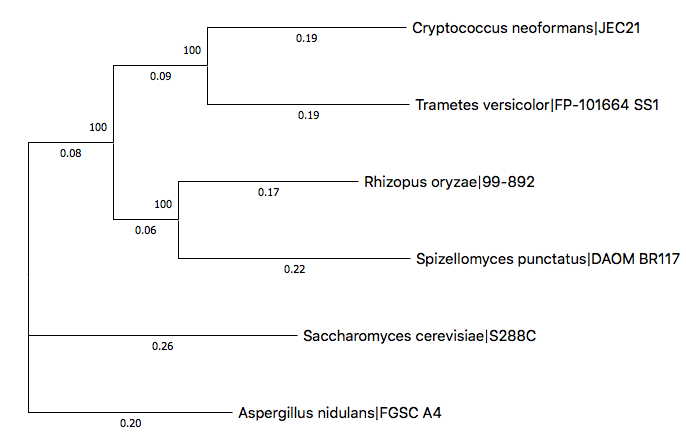 Cryptococcus neoformans|JEC21
0.19
100
0.09
Trametes versicolor|FP-101664 SS1
0.19
100
0.08
Rhizopus oryzae|99-892
0.17
100
0.06
Spizellomyces punctatus|DAOM BR117
0.22
Saccharomyces cerevisiae|S288C
0.26
Aspergillus nidulans|FGSC A4
0.20